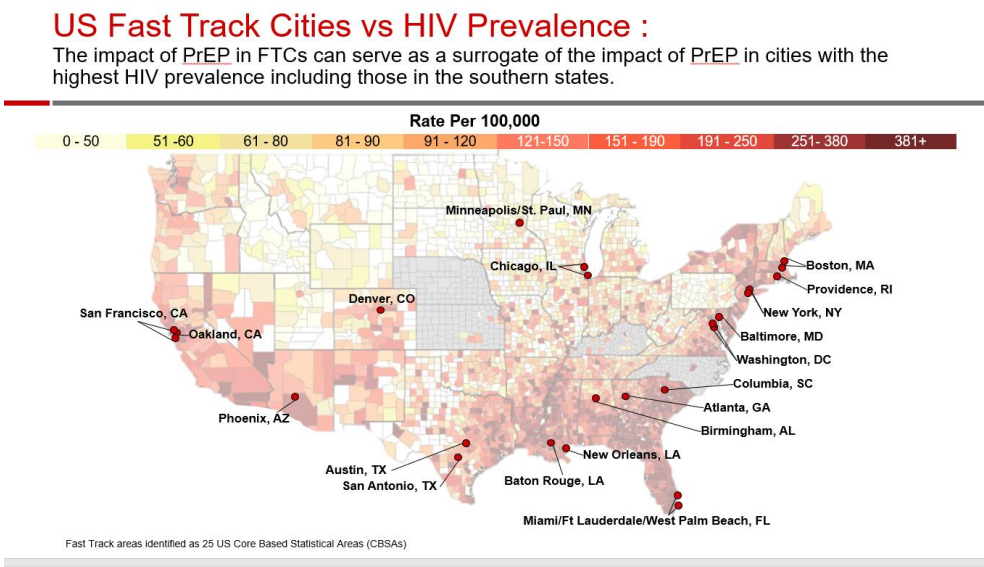 US Fast Track Cities vs HIV Prevalence :
The impact of PrEP in FTCs can serve as a surrogate of the impact of PrEP in cities with the
highest HIV prevalence including those in the southern states.
Rate Per 100,000
0 - 50 51 -60 61 - 80 81 - 90 91 - 120 121-150 151 - 190 191 - 250 251- 380 381+
Minneapolis/St. Paul, MN
Chicago, IL
Boston, MA
Providence, RI
Denver, CO
San Francisco, CA
New York, NY
Oakland, CA
Baltimore, MD
Washington, DC
Columbia, SC
Atlanta, GA
Phoenix, AZ
Birmingham, AL
New Orleans, LA
Austin, TX
Baton Rouge, LA
San Antonio, TX
Miami/Ft Lauderdale/West Palm Beach, FL
Fast Track areas identified as 25 US Core Based Statistical Areas (CBSAs)